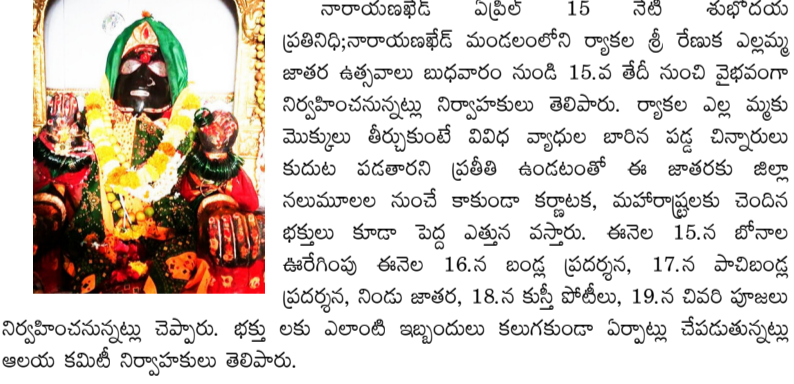 నారాయణఖేడ్ ఏప్రిల్ 15 నేటి శుభోదయ
ప్రతినిధి;నారాయణఖేడ్ మండలంలోని ర్యాకల శ్రీ రేణుక ఎల్లమ్మ
జాతర ఉత్సవాలు బుధవారం నుండి 15.వ తేదీ నుంచి వైభవంగా
నిర్వహించనున్నట్లు నిర్వాహకులు తెలిపారు. ర్యాకల ఎల్ల మ్మకు
మొక్కులు తీర్చుకుంటే వివిధ వ్యాధుల బారిన పడ్డ చిన్నారులు
కుదుట పడతారని ప్రతీతి ఉండటంతో ఈ జాతరకు జిల్లా
నలుమూలల నుంచే కాకుండా కర్ణాటక, మహారాష్ట్రలకు చెందిన
భక్తులు కూడా పెద్ద ఎత్తున వస్తారు. ఈనెల 15.న బోనాల
ఊరేగింపు ఈనెల 16.న బండ్ల ప్రదర్శన, 17.న పాచిబండ్ల
ప్రదర్శన, నిండు జాతర, 18.న కుస్తీ పోటీలు, 19.న చివరి పూజలు
నిర్వహించనున్నట్లు చెప్పారు. భక్తు లకు ఎలాంటి ఇబ్బందులు కలుగకుండా ఏర్పాట్లు చేపడుతున్నట్లు
ఆలయ కమిటీ నిర్వాహకులు తెలిపారు.